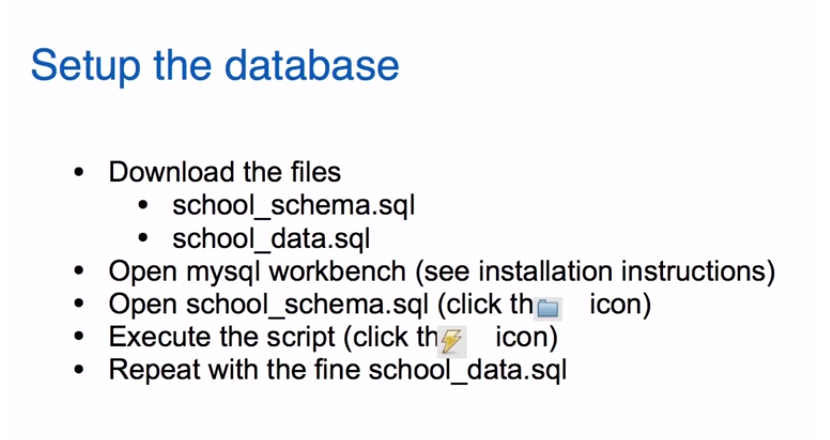 Setup the database
• Download the files
• school_schema.sql
• school_data.sql
• Open mysql workbench (see installation instructions)
• Open school_schema.sql (click th icon)
• Execute the script (click th icon)
• Repeat with the fine school_data.sql